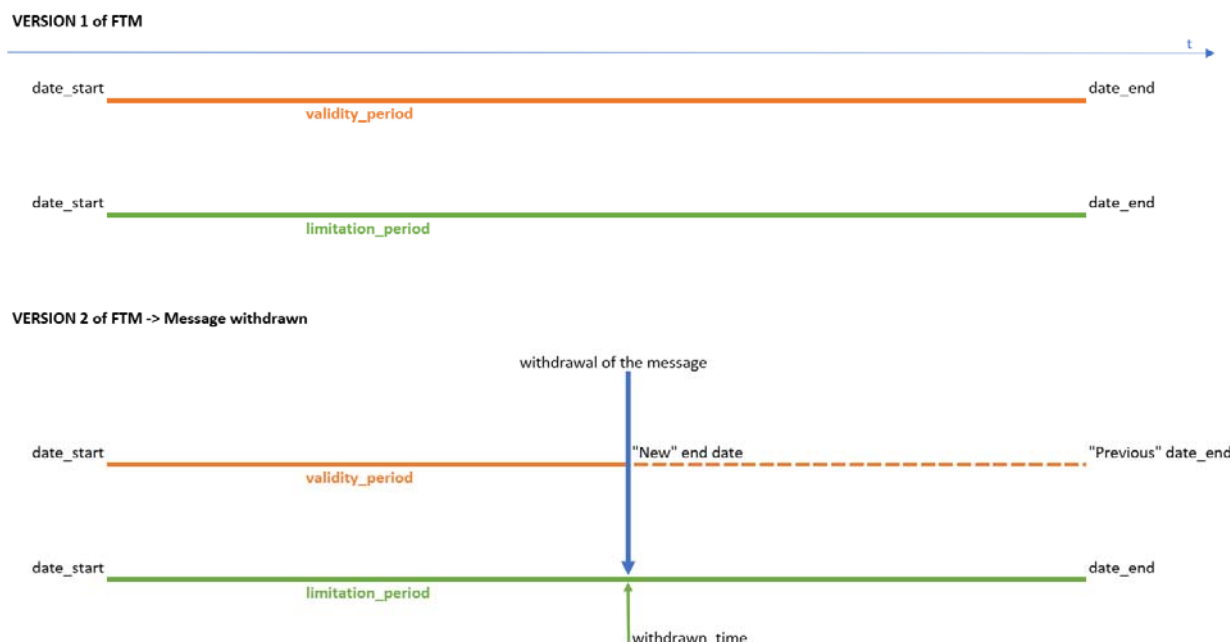 VERSION 1 of FTM
t
date_start
date_end
validity_period
date_start
date_end
limitation_period
VERSION 2 of FTM -> Message withdrawn
withdrawal of the message
date_start
"New" end date
"Previous" date_end
validity_period
date_start
date_end
limitation_period
withdrawn_time